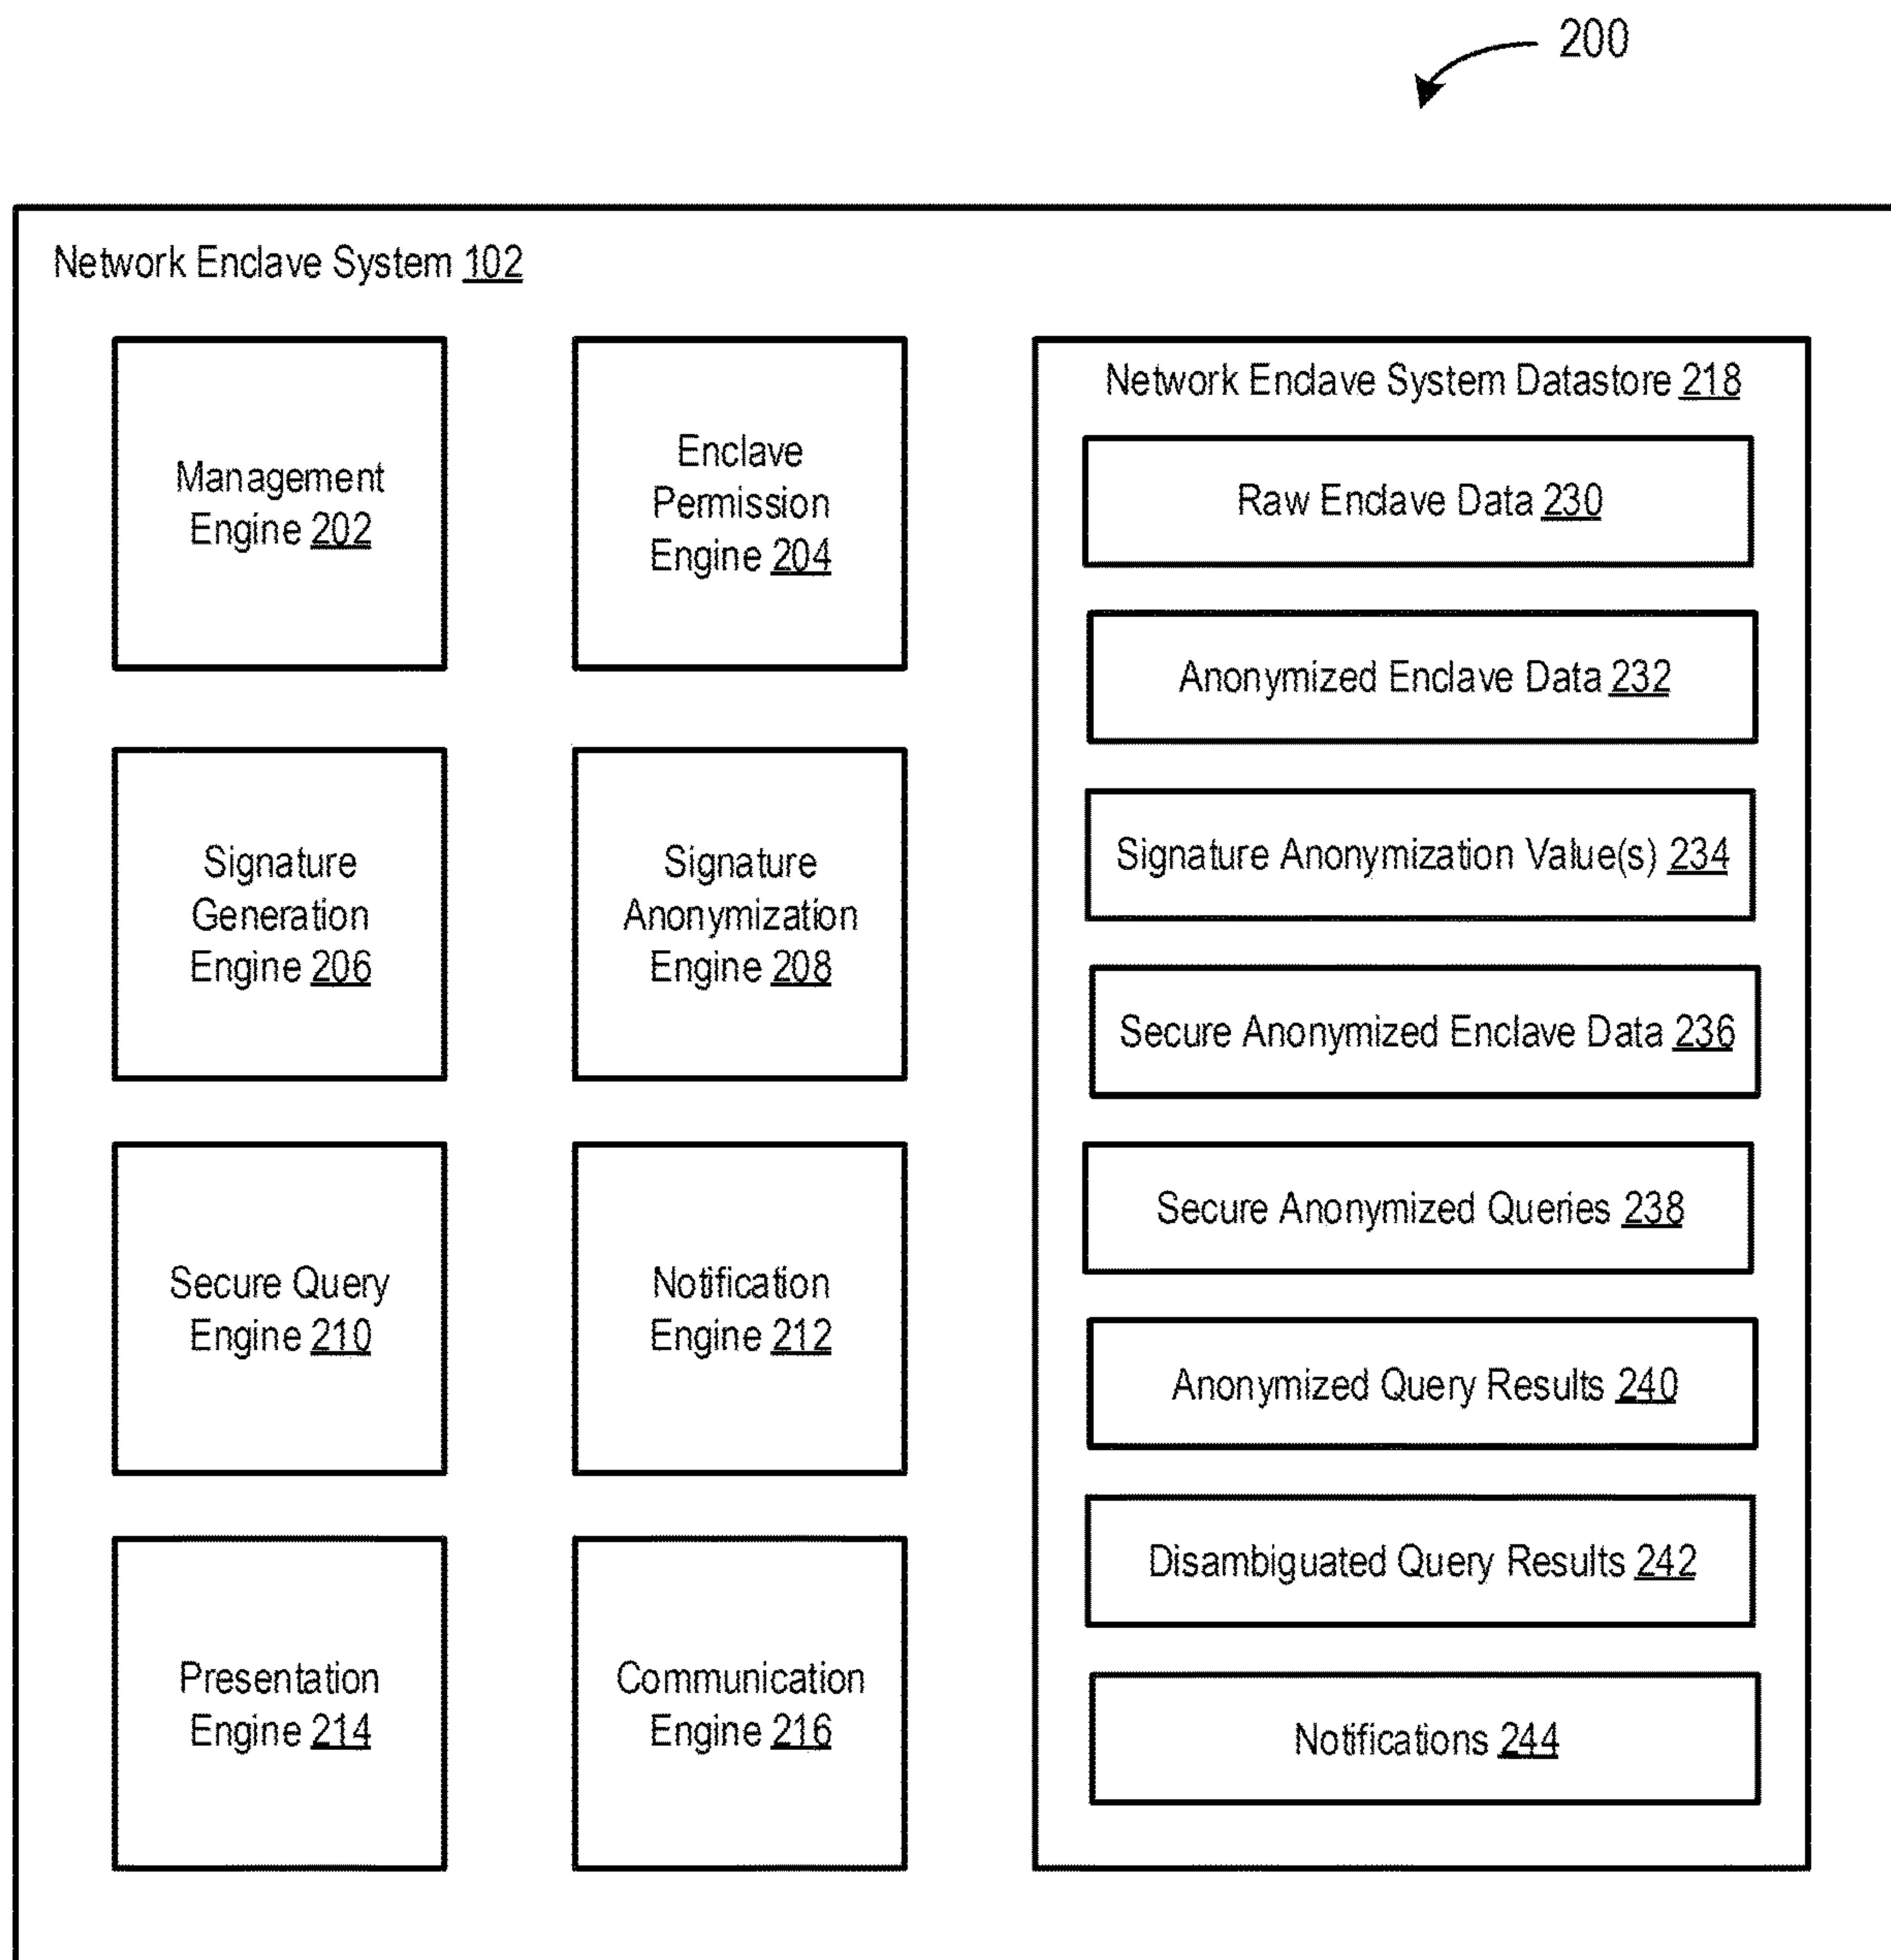 200
Network Enclave System 102
Management
Engine 202
Enclave
Permission
Engine 204
Signature
Generation
Engine 206
Signature
Anonymization
Engine 208
Secure Query
Engine 210
Notification
Engine 212
Presentation
Engine 214
Communication
Engine 216
Network Enclave System Datastore 218
Raw Enclave Data 230
Anonymized Enclave Data 232
Signature Anonymization Value(s) 234
Secure Anonymized Enclave Data 236
Secure Anonymized Queries 238
Anonymized Query Results 240
Disambiguated Query Results 242
Notifications 244